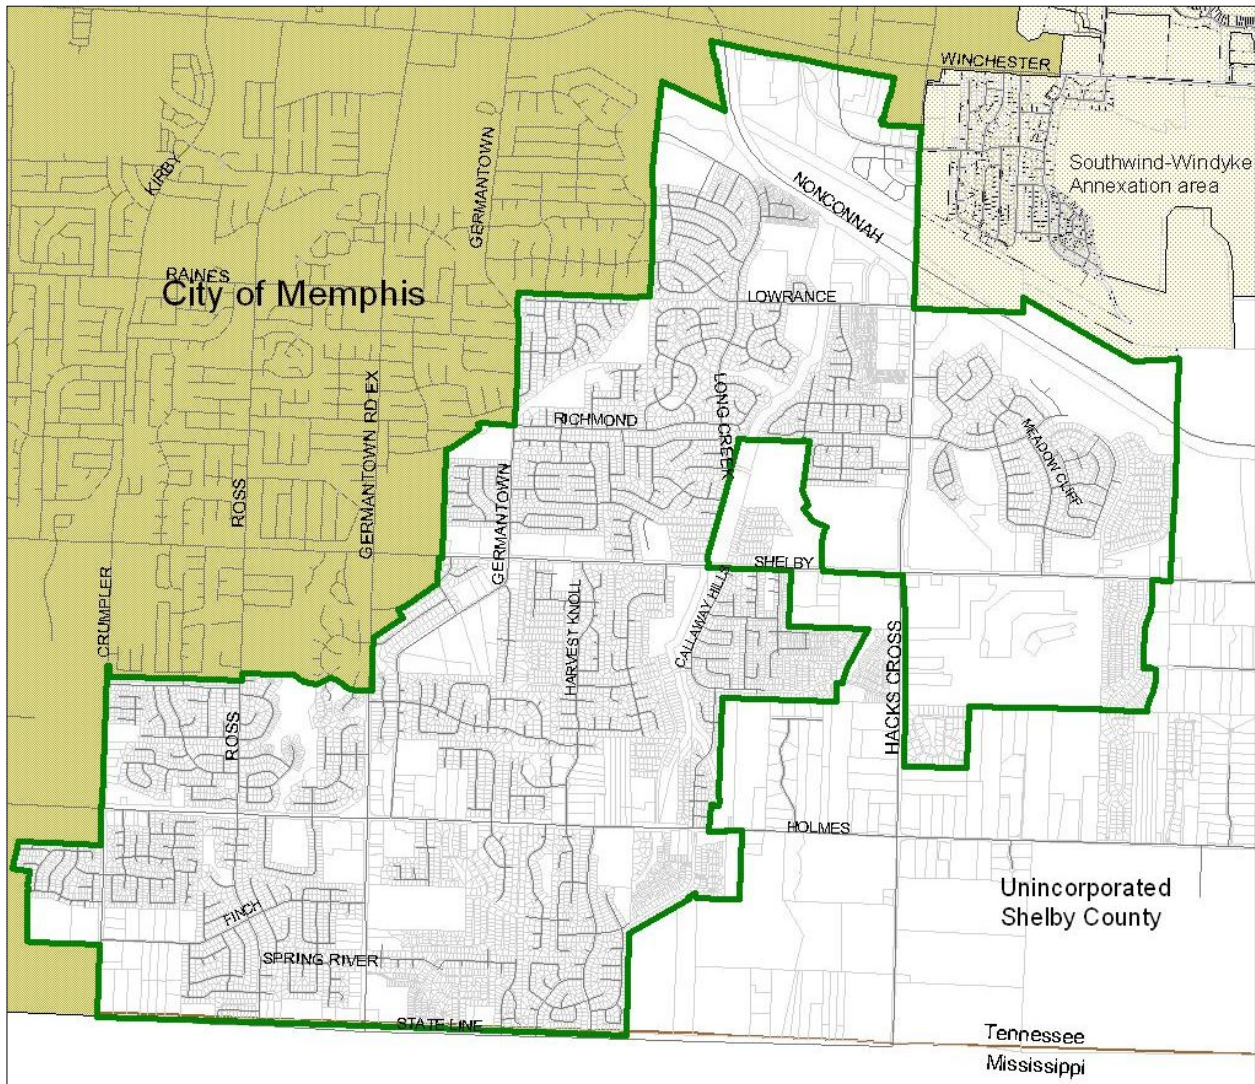 WINCHESTER
Southwind-Windyke
Annexation area
KIRBY
GERMANTOWN
NONCONNAH
RAINES
City of Memphis
LOWRANCE
GERMANTOWN RD EX
RICHMOND
LONG CREEK
MEADOW CLIFF
ROSS
GERMANTOWN
SHELBY
CRUMPLER
HARVEST KNOLL
CALLAWAY HILLS
HACKS CROSS
ROSS
HOLMES
Unincorporated
Shelby County
FINCH
SPRING RIVER
STATE LINE
Tennessee
Mississippi